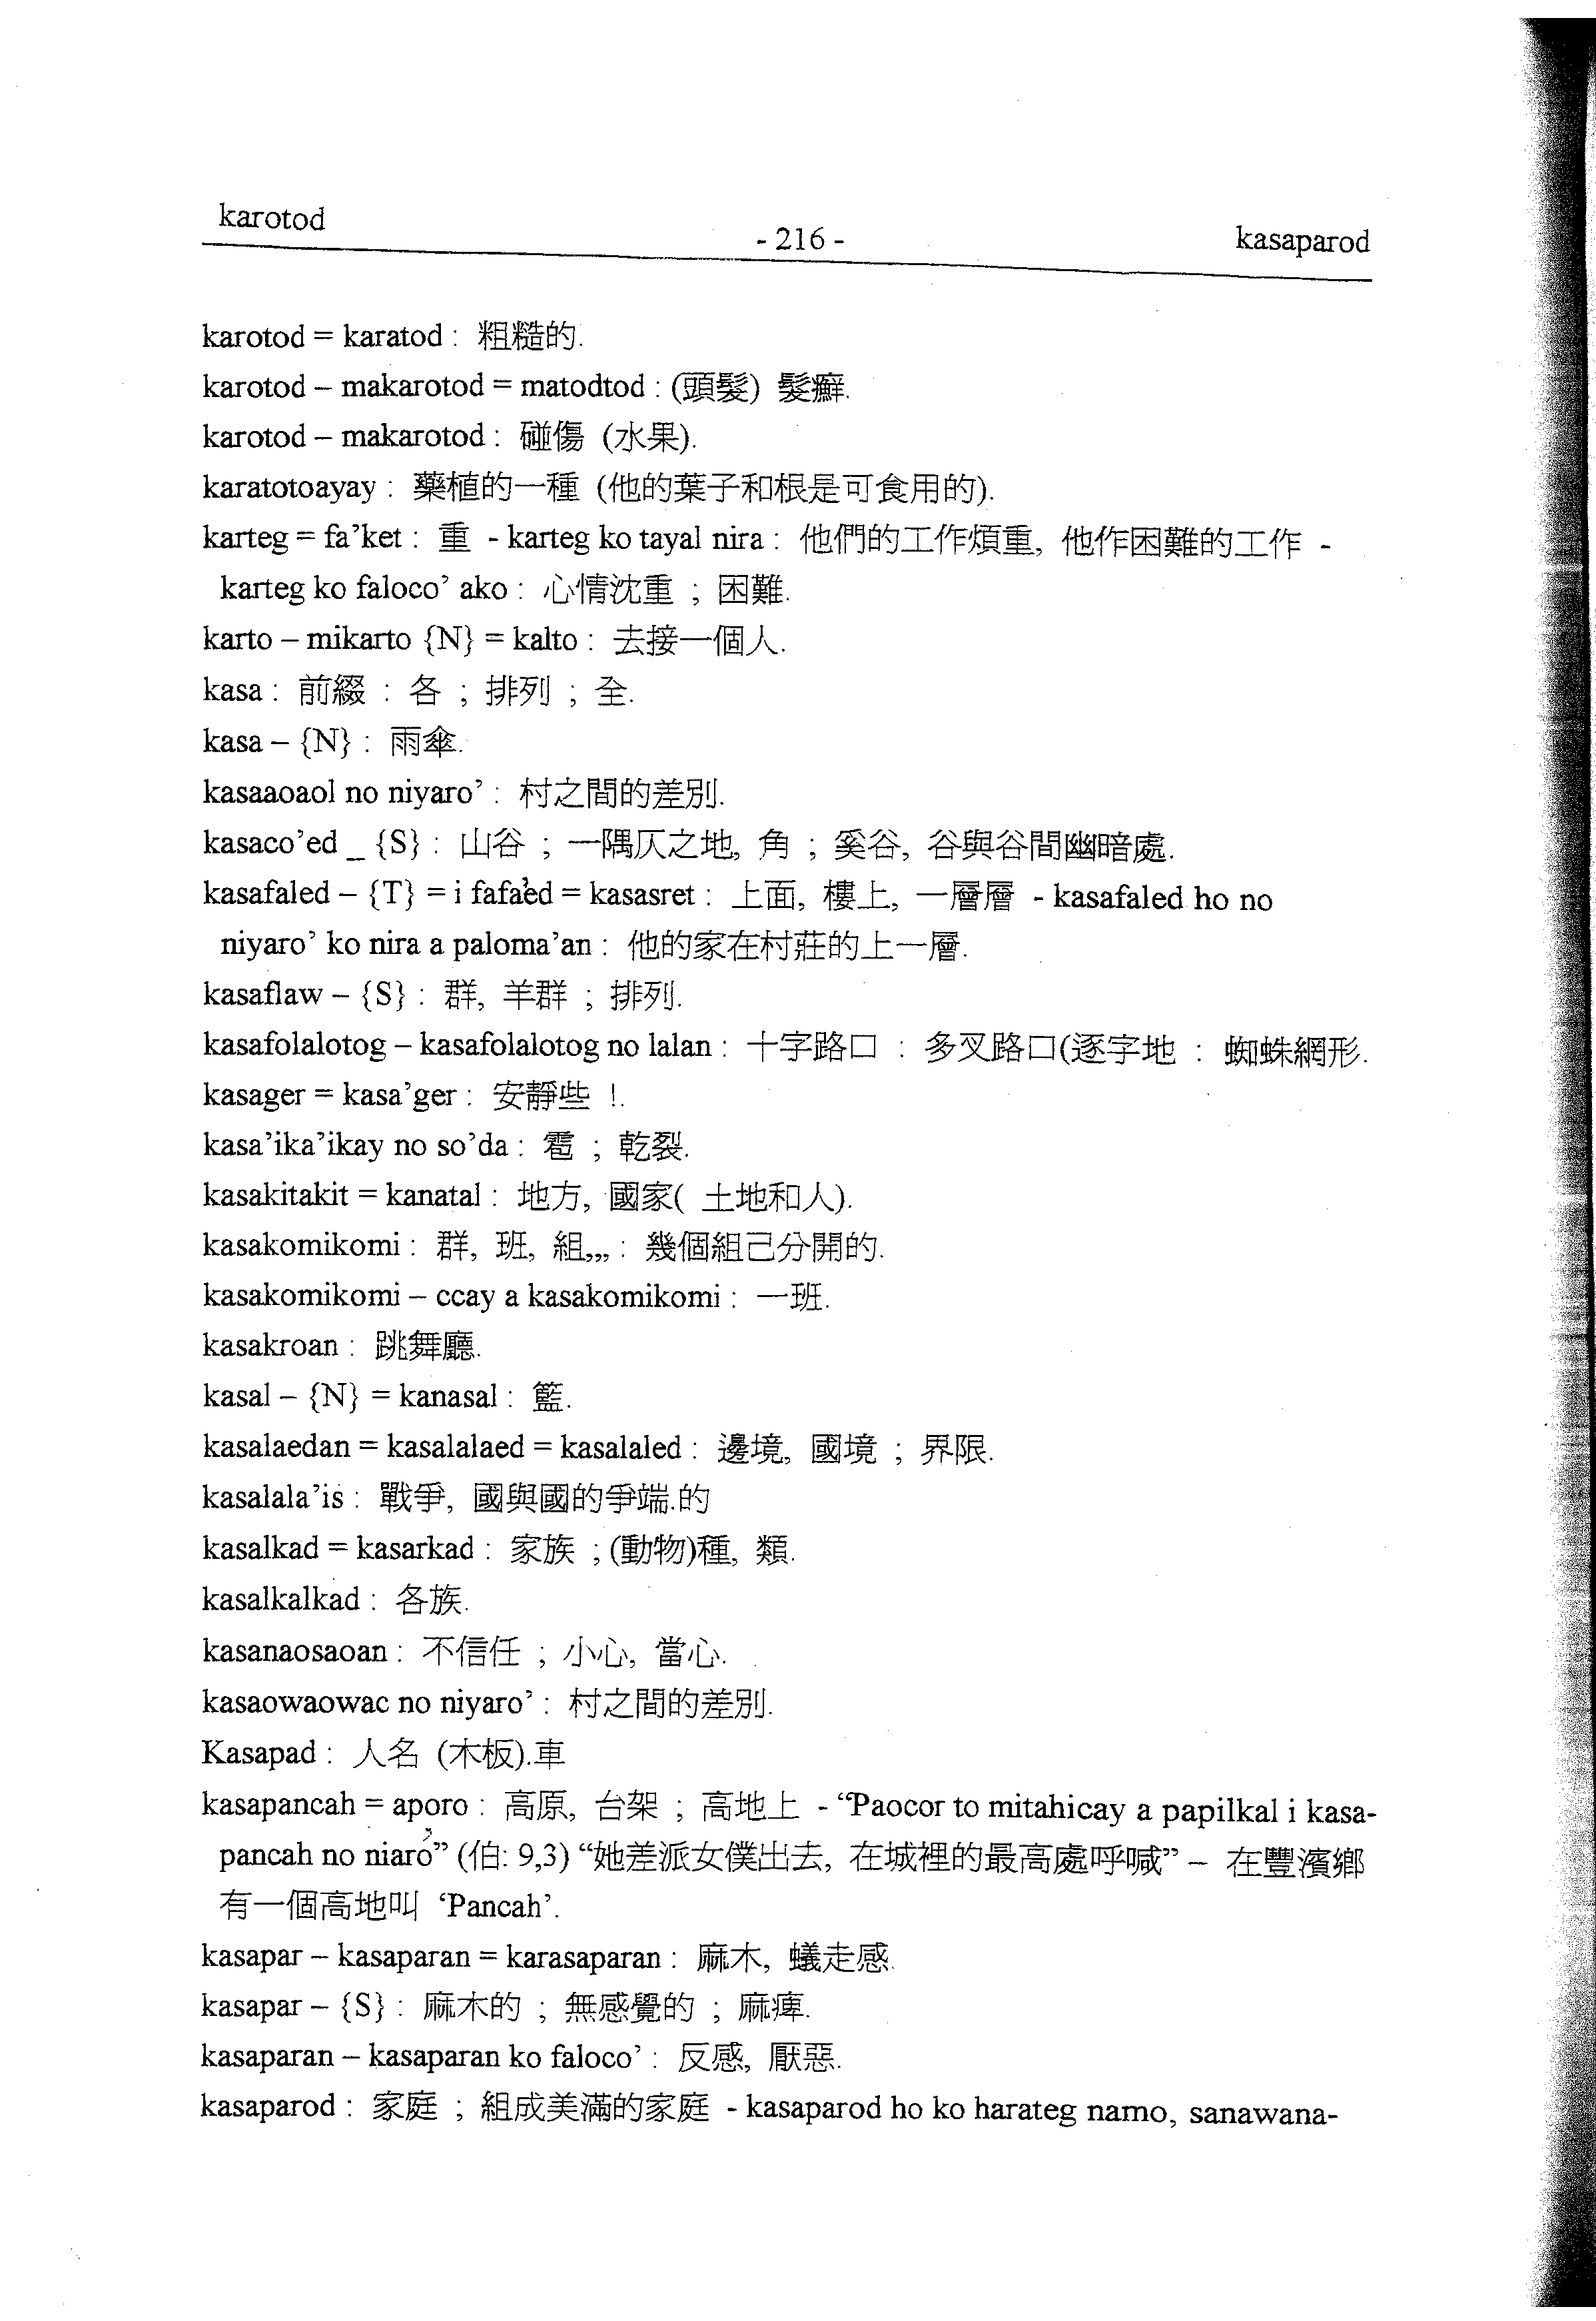 karotod
- 216 -
kasaparod
karotod = karatod : 粗糙的.
karotod – makarotod = matodtod : (頭髮) 髮癬.
karotod – makarotod : 碰傷 (水果).
karatotoayay : 藥植的一種 (他的葉子和根是可食用的).
karteg = fa’ket : 重 - karteg ko tayal nira : 他們的工作煩重, 他作困難的工作 -
karteg ko faloco’ ako : 心情沈重 ; 困難.
karto – mikarto {N} = kalto : 去接一個人.
kasa : 前綴 : 各 ; 排列 ; 全.
kasa – {N} : 雨傘.
kasaaoaol no niyaro’ : 村之間的差別.
kasaco’ed _ {S} : 山谷 ; 一隅仄之地, 角 ; 奚谷, 谷與谷間幽暗處.
kasafaled – {T} = i fafa'ed = kasasret : 上面, 樓上, 一層層 - kasafaled ho no
niyaro’ ko nira a paloma’an : 他的家在村莊的上一層.
kasaflaw – {S} : 群, 羊群 ; 排列.
kasafolalotog – kasafolalotog no lalan : 十字路口 : 多叉路口(逐字地 : 蜘蛛網形.
kasager = kasa’ger : 安靜些 !.
kasa’ika’ikay no so’da : 雹 ; 乾裂.
kasakitakit = kanatal : 地方, 國家( 土地和人).
kasakomikomi : 群, 班, 組,,, : 幾個組己分開的.
kasakomikomi – ccay a kasakomikomi : 一班.
kasakroan : 跳舞廳.
kasal – {N} = kanasal : 籃.
kasalaedan = kasalalaed = kasalaled : 邊境, 國境 ; 界限.
kasalala’is : 戰爭, 國與國的爭端.的
kasalkad = kasarkad : 家族 ; (動物)種, 類.
kasalkalkad : 各族.
kasanaosaoan : 不信任 ; 小心, 當心.
kasaowaowac no niyaro’ : 村之間的差別.
Kasapad : 人名 (木板).車
kasapancah = aporo : 高原, 台架 ; 高地上 - “Paocor to mitahicay a papilkal i kasa-
pancah no niaro’” (伯: 9,3) “她差派女僕出去, 在城裡的最高處呼喊” – 在豐濱鄉
有一個高地叫 ‘Pancah’.
kasapar – kasaparan = karasaparan : 麻木, 蟻走感.
kasapar – {S} : 麻木的 ; 無感覺的 ; 麻痺.
kasaparan – kasaparan ko faloco’ : 反感, 厭惡.
kasaparod : 家庭 ; 組成美滿的家庭 - kasaparod ho ko harateg namo, sanawana-